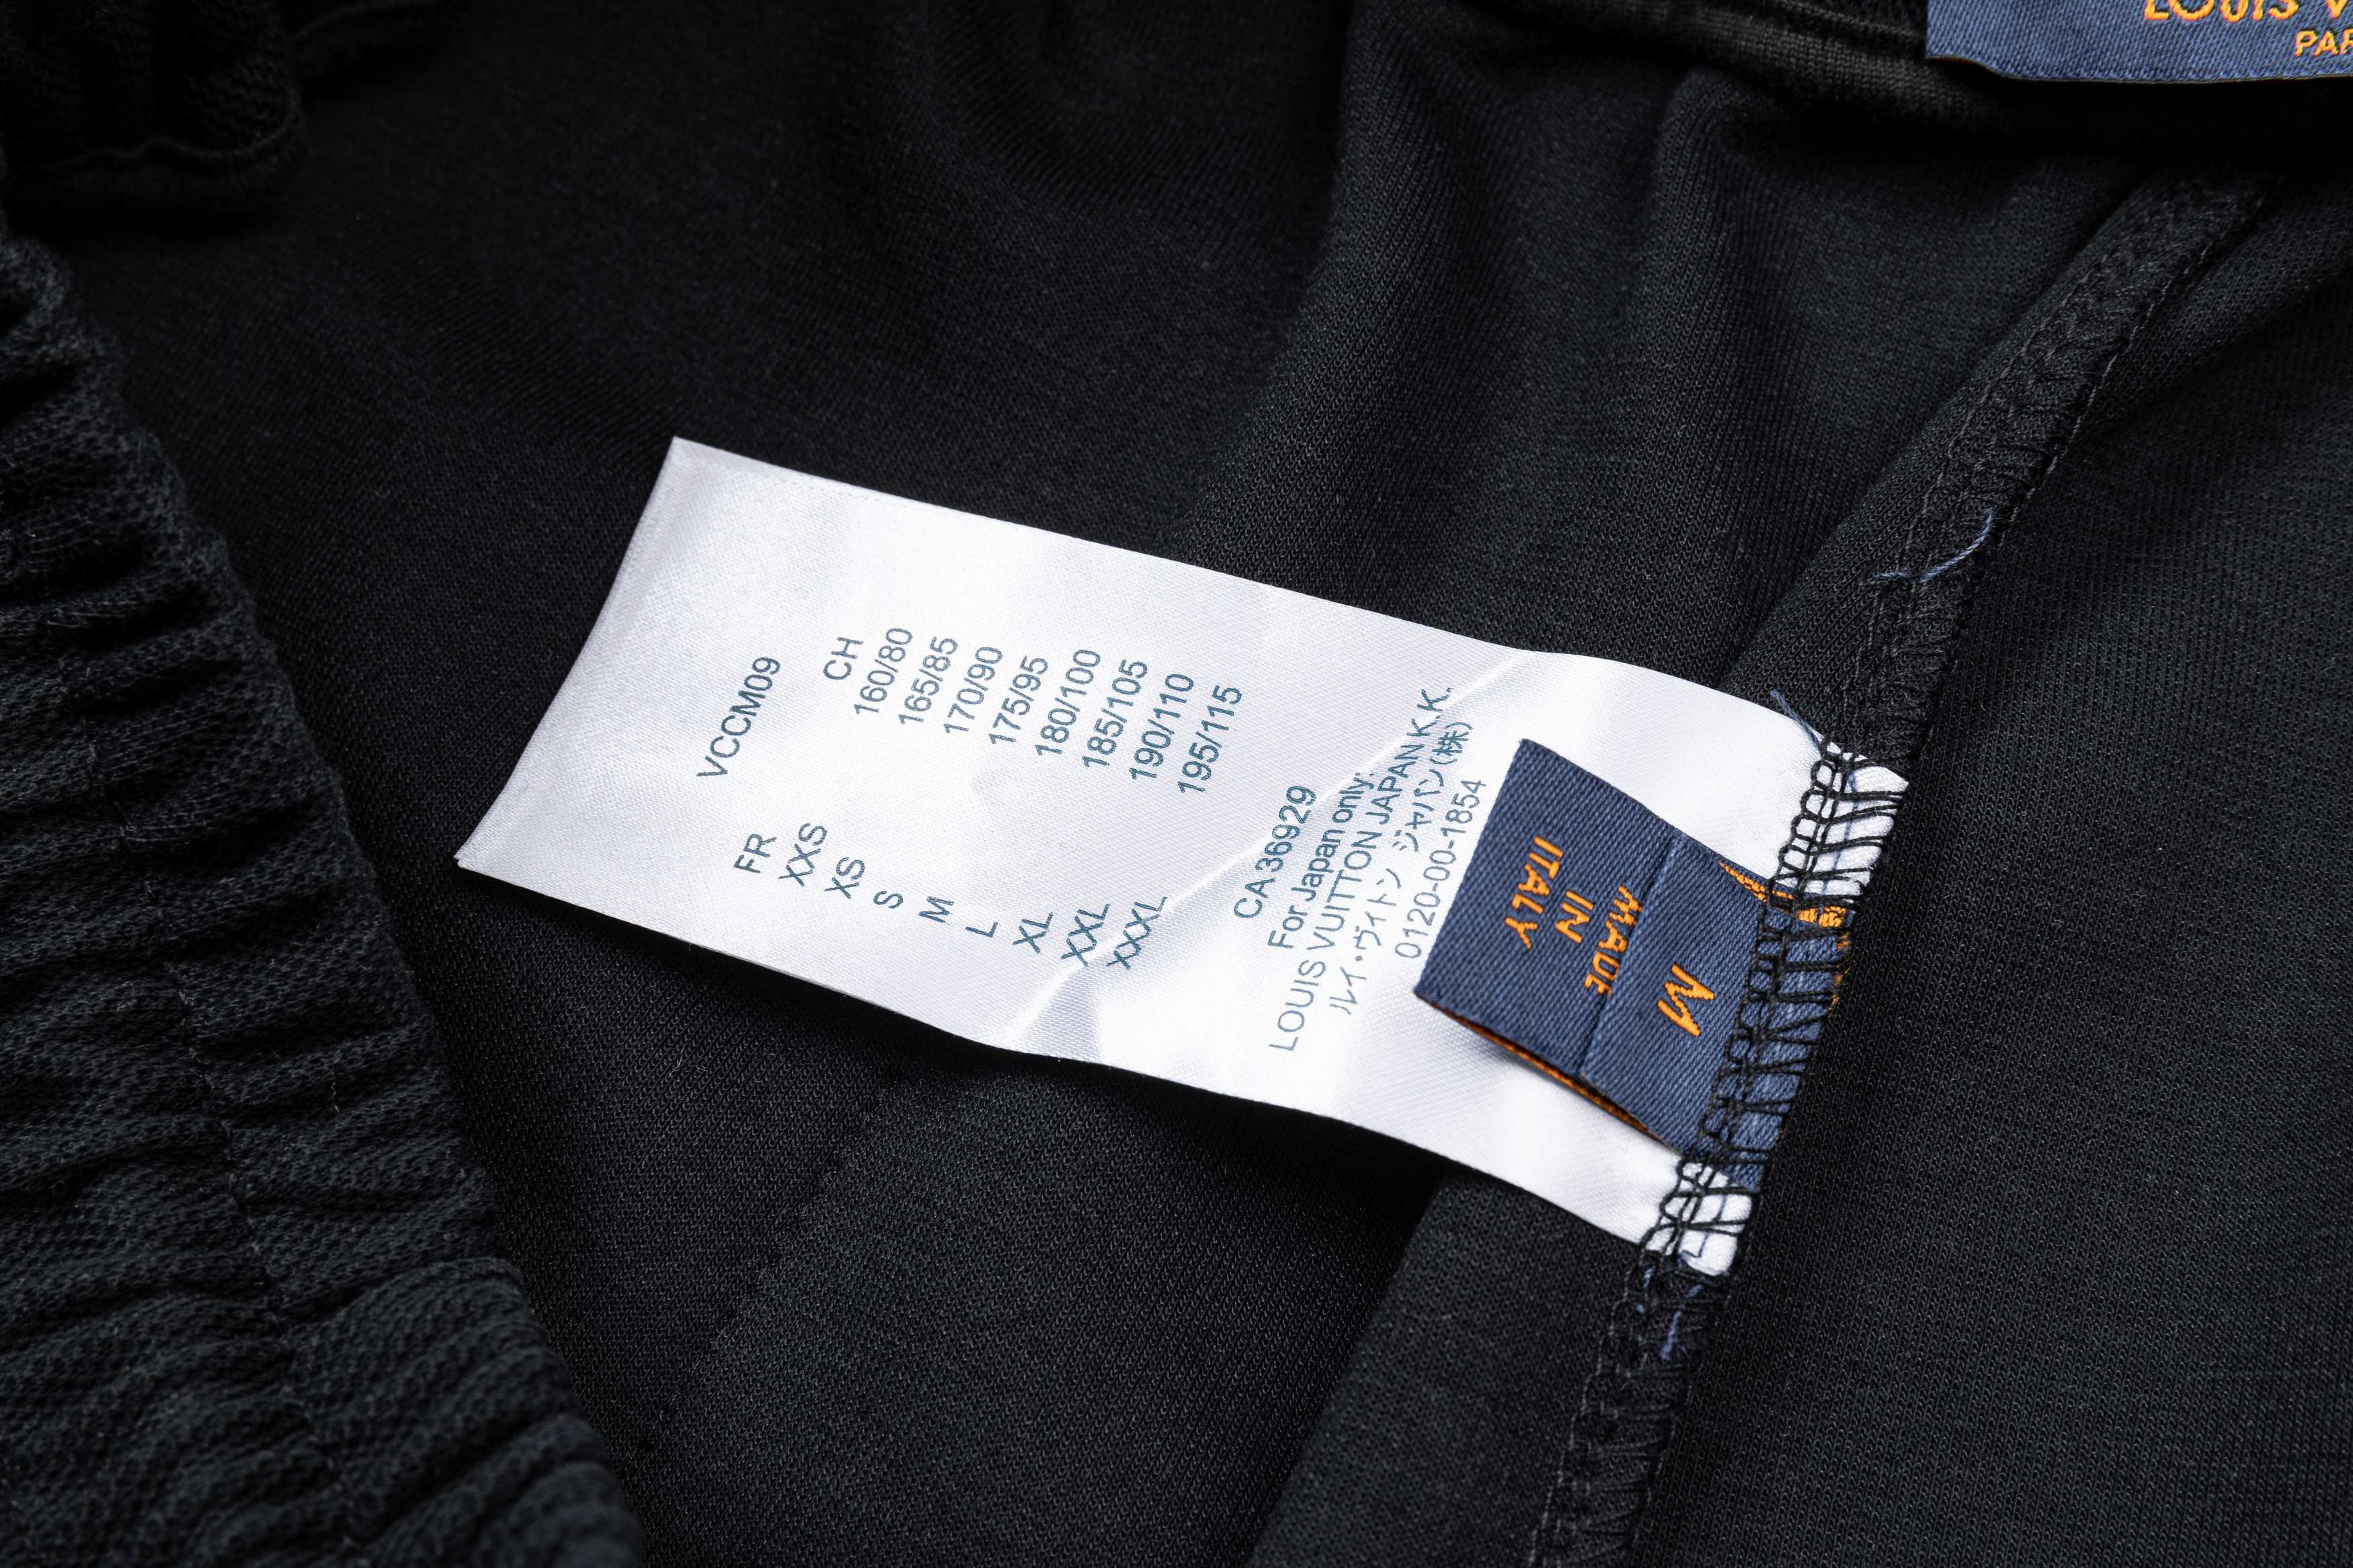 LOUIS V
PAR
VCCM09
FR CH
XXS 160/80
XS 165/85
S 170/90
M 175/95
L 180/100
XL 185/105
XXL 190/110
XXXL 195/115
CA36929
For Japan only:
LOUIS VUITTON JAPAN K.K.
ルイ・ヴィトン ジャパン(株)
0120-00-1854
M
MADE
IN
ITALY